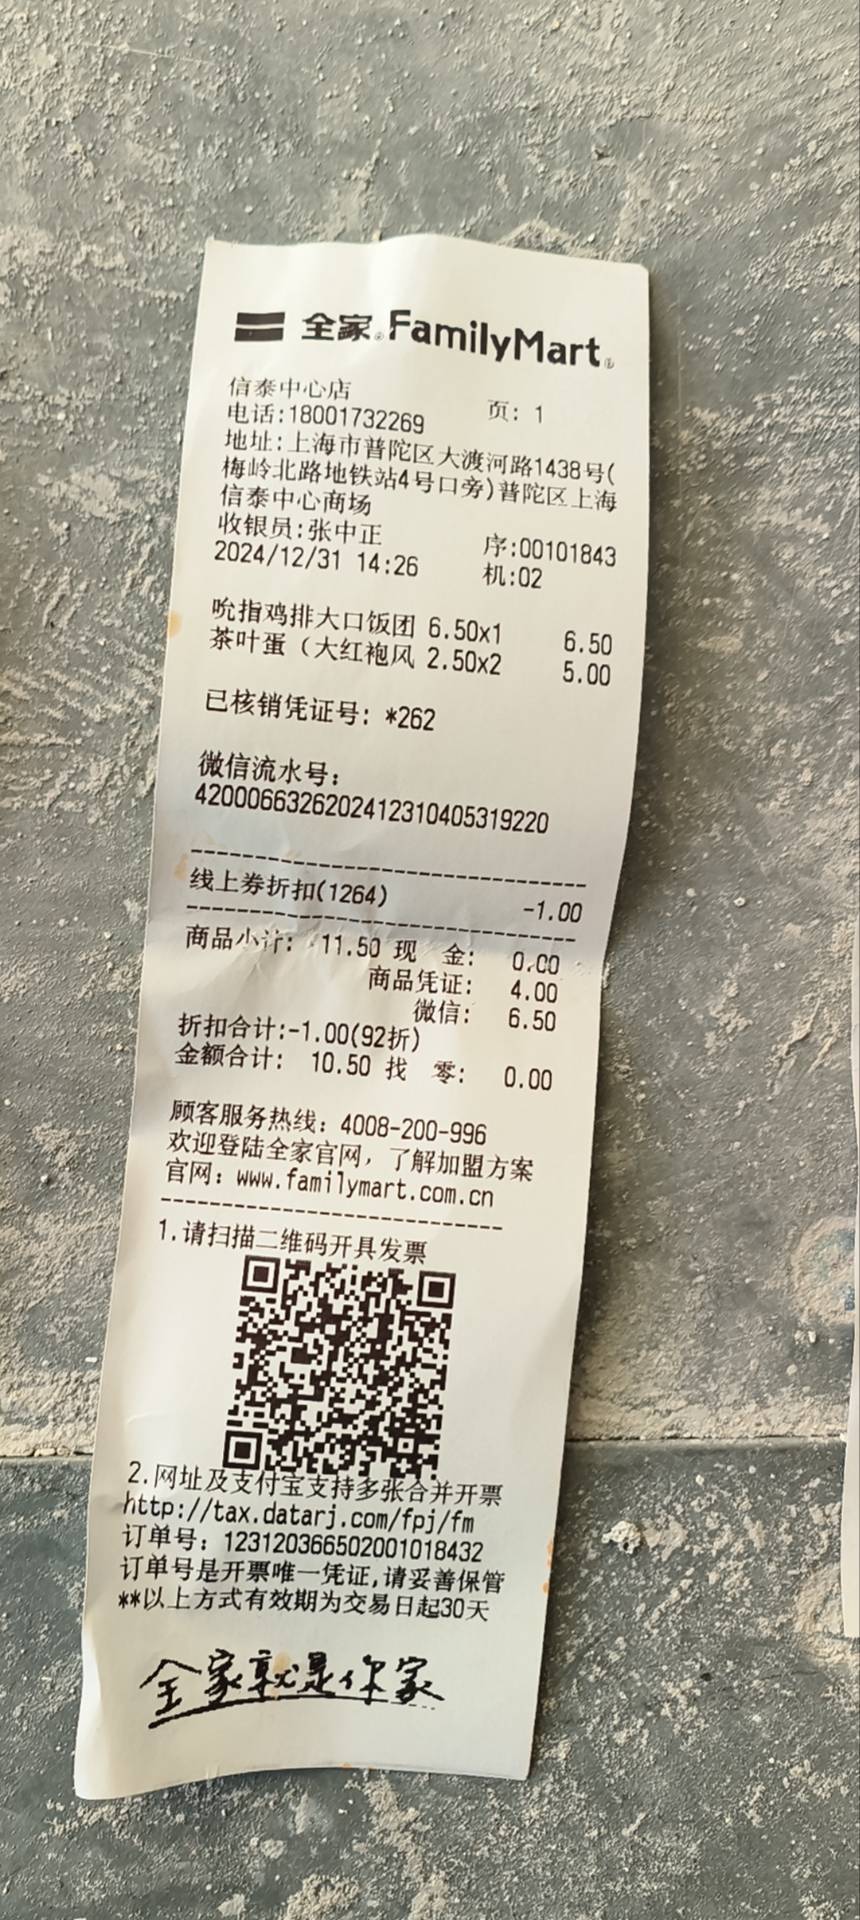 全家 FamilyMart
信泰中心店 页: 1
电话:18001732269
地址:上海市普陀区大渡河路1438号(
梅岭北路地铁站4号口旁)普陀区上海
信泰中心商场
收银员:张中正 序:00101843
2024/12/31 14:26 机:02
吮指鸡排大口饭团 6.50x1 6.50
茶叶蛋（大红袍风 2.50x2 5.00
已核销凭证号: *262
微信流水号:
4200066326202412310405319220
线上券折扣(1264) -1.00
商品小计: 11.50 现 金: 0.00
商品凭证: 4.00
微信: 6.50
折扣合计:-1.00(92折)
金额合计: 10.50 找 零: 0.00
顾客服务热线: 4008-200-996
欢迎登陆全家官网，了解加盟方案
官网: www.familymart.com.cn
1.请扫描二维码开具发票
2.网址及支付宝支持多张合并开票
http://tax.datarj.com/fpj/fm
订单号: 1231203665020010184​32
订单号是开票唯一凭证,请妥善保管
**以上方式有效期为交易日起30天
全家就是你家